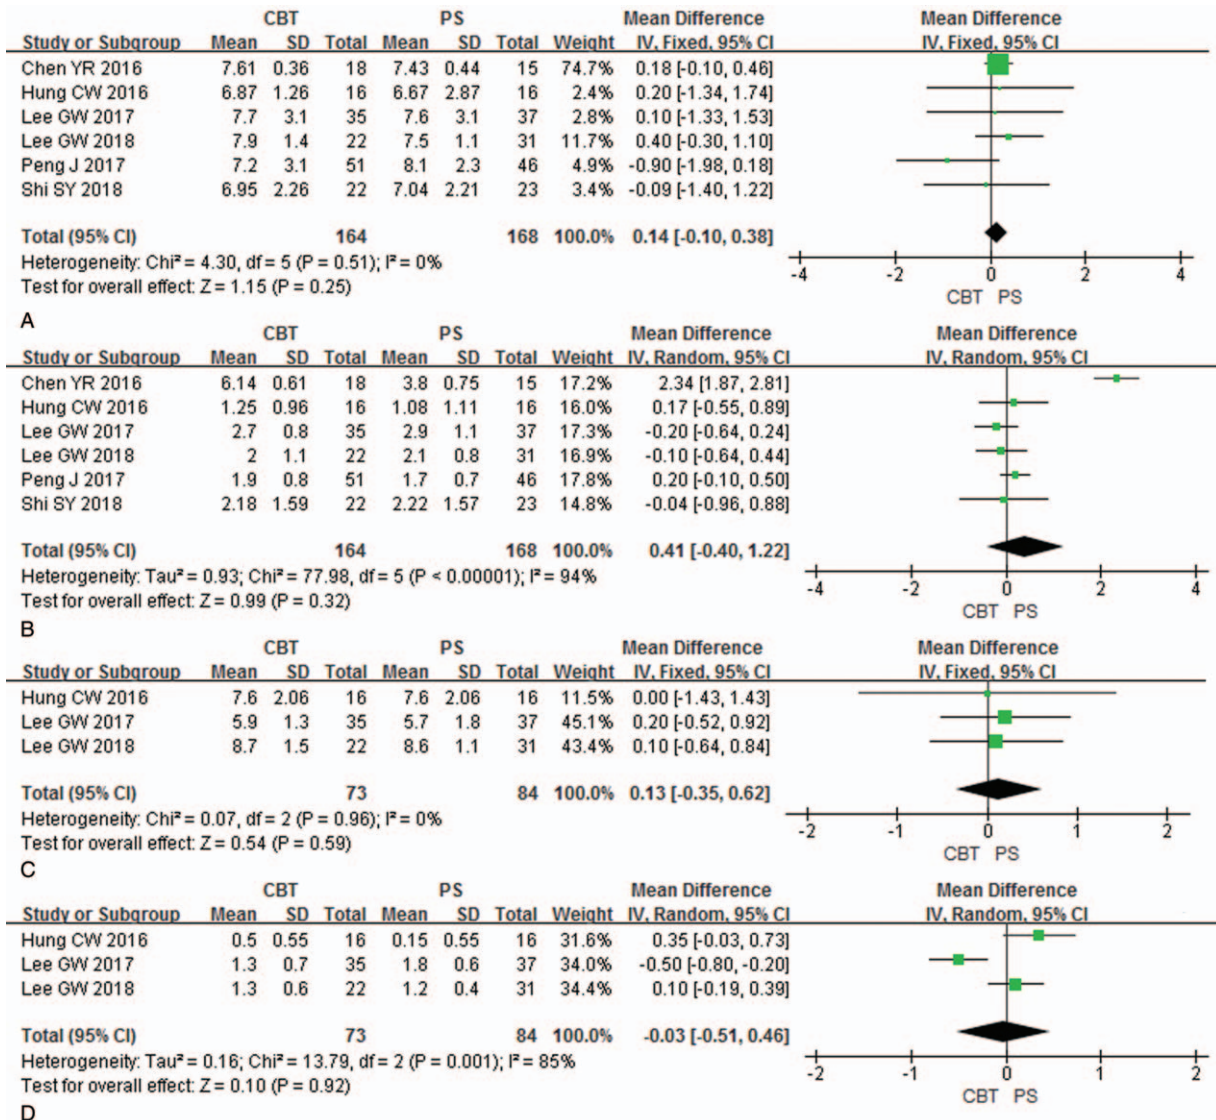 CBT PS Mean Difference Mean Difference
Study or Subgroup Mean SD Total Mean SD Total Weight IV, Fixed, 95% CI IV, Fixed, 95% CI
Chen YR 2016 7.61 0.36 18 7.43 0.44 15 74.7% 0.18 [-0.10, 0.46]
Hung CW 2016 6.87 1.26 16 6.67 2.87 16 2.4% 0.20 [-1.34, 1.74]
Lee GW 2017 7.7 3.1 35 7.6 3.1 37 2.8% 0.10 [-1.33, 1.53]
Lee GW 2018 7.9 1.4 22 7.5 1.1 31 11.7% 0.40 [-0.30, 1.10]
Peng J 2017 7.2 3.1 51 8.1 2.3 46 4.9% -0.90 [-1.98, 0.18]
Shi SY 2018 6.95 2.26 22 7.04 2.21 23 3.4% -0.09 [-1.40, 1.22]
Total (95% CI) 164 168 100.0% 0.14 [-0.10, 0.38]
Heterogeneity: Chi² = 4.30, df = 5 (P = 0.51); I² = 0%
-4 -2 0 2 4
Test for overall effect: Z = 1.15 (P = 0.25)
CBT PS
A
CBT PS Mean Difference Mean Difference
Study or Subgroup Mean SD Total Mean SD Total Weight IV, Random, 95% CI IV, Random, 95% CI
Chen YR 2016 6.14 0.61 18 3.8 0.75 15 17.2% 2.34 [1.87, 2.81]
Hung CW 2016 1.25 0.96 16 1.08 1.11 16 16.0% 0.17 [-0.55, 0.89]
Lee GW 2017 2.7 0.8 35 2.9 1.1 37 17.3% -0.20 [-0.64, 0.24]
Lee GW 2018 2 1.1 22 2.1 0.8 31 16.9% -0.10 [-0.64, 0.44]
Peng J 2017 1.9 0.8 51 1.7 0.7 46 17.8% 0.20 [-0.10, 0.50]
Shi SY 2018 2.18 1.59 22 2.22 1.57 23 14.8% -0.04 [-0.96, 0.88]
Total (95% CI) 164 168 100.0% 0.41 [-0.40, 1.22]
Heterogeneity: Tau² = 0.93; Chi² = 77.98, df = 5 (P < 0.00001); I² = 94%
-4 -2 0 2 4
Test for overall effect: Z = 0.99 (P = 0.32)
CBT PS
B
CBT PS Mean Difference Mean Difference
Study or Subgroup Mean SD Total Mean SD Total Weight IV, Fixed, 95% CI IV, Fixed, 95% CI
Hung CW 2016 7.6 2.06 16 7.6 2.06 16 11.5% 0.00 [-1.43, 1.43]
Lee GW 2017 5.9 1.3 35 5.7 1.8 37 45.1% 0.20 [-0.52, 0.92]
Lee GW 2018 8.7 1.5 22 8.6 1.1 31 43.4% 0.10 [-0.64, 0.84]
Total (95% CI) 73 84 100.0% 0.13 [-0.35, 0.62]
Heterogeneity: Chi² = 0.07, df = 2 (P = 0.96); I² = 0%
-2 -1 0 1 2
Test for overall effect: Z = 0.54 (P = 0.59)
CBT PS
C
CBT PS Mean Difference Mean Difference
Study or Subgroup Mean SD Total Mean SD Total Weight IV, Random, 95% CI IV, Random, 95% CI
Hung CW 2016 0.5 0.55 16 0.15 0.55 16 31.6% 0.35 [-0.03, 0.73]
Lee GW 2017 1.3 0.7 35 1.8 0.6 37 34.0% -0.50 [-0.80, -0.20]
Lee GW 2018 1.3 0.6 22 1.2 0.4 31 34.4% 0.10 [-0.19, 0.39]
Total (95% CI) 73 84 100.0% -0.03 [-0.51, 0.46]
Heterogeneity: Tau² = 0.16; Chi² = 13.79, df = 2 (P = 0.001); I² = 85%
-2 -1 0 1 2
Test for overall effect: Z = 0.10 (P = 0.92)
CBT PS
D